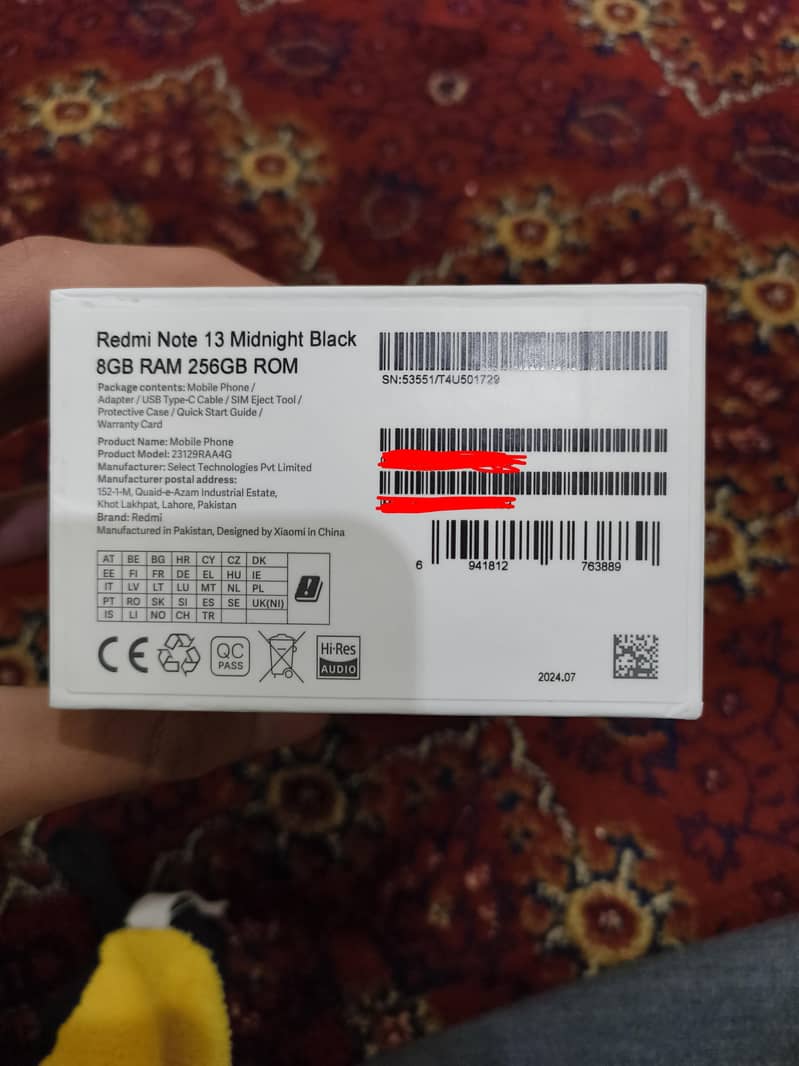 Redmi Note 13 Midnight Black
8GB RAM 256GB ROM
Package contents: Mobile Phone /
Adapter / USB Type-C Cable / SIM Eject Tool /
Protective Case / Quick Start Guide /
Warranty Card
Product Name: Mobile Phone
Product Model: 23129RAA4G
Manufacturer: Select Technologies Pvt Limited
Manufacturer postal address:
152-1-M, Quaid-e-Azam Industrial Estate,
Khot Lakhpat, Lahore, Pakistan
Brand: Redmi
Manufactured in Pakistan, Designed by Xiaomi in China
AT BE BG HR CY CZ DK
EE FI FR DE EL HU IE
IT LV LT LU MT NL PL
PT RO SK SI ES SE UK(NI)
IS LI NO CH TR
CE
QC
PASS
Hi-Res
AUDIO
SN:53551/T4U501729
6 941812 763889
2024.07